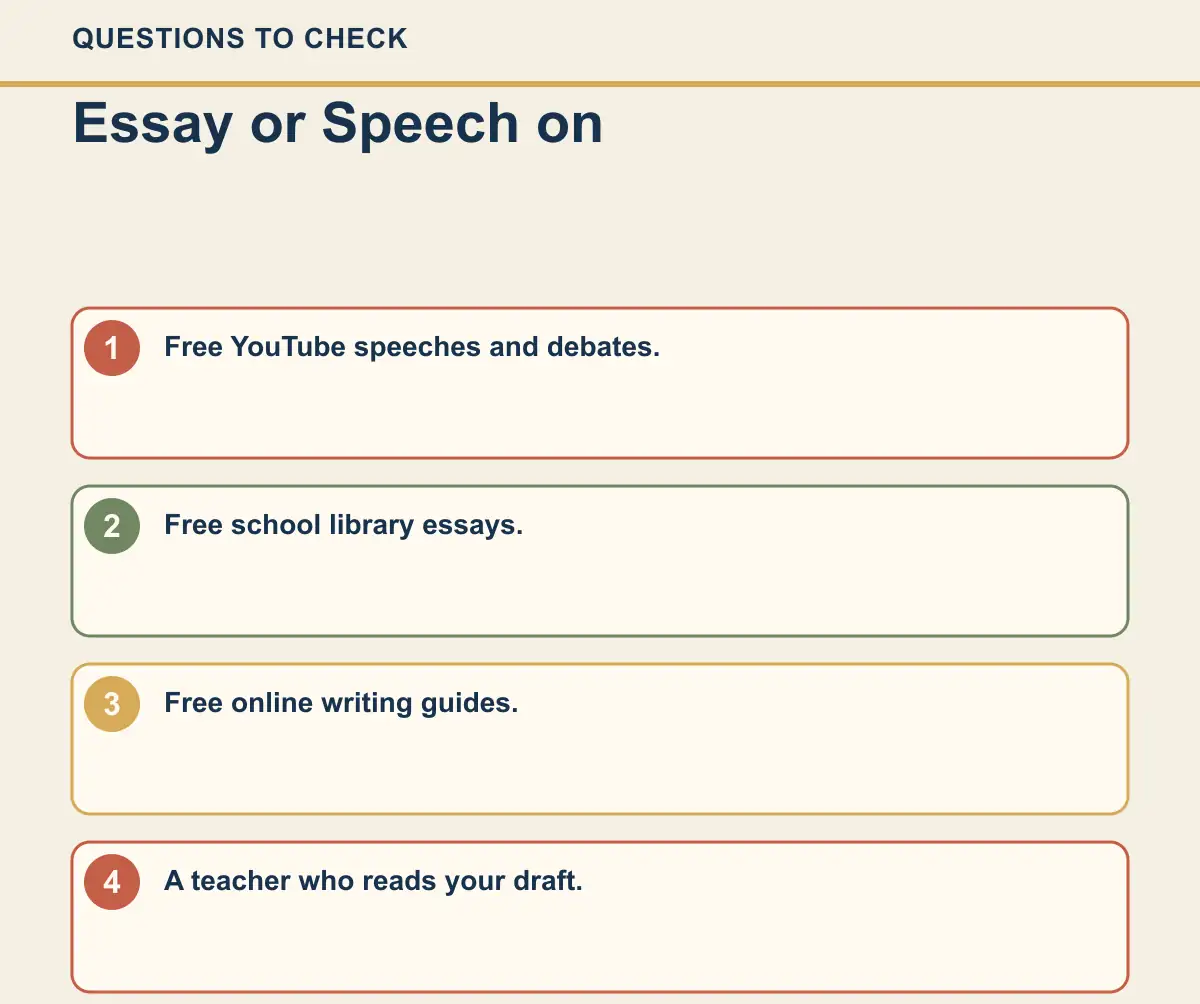 QUESTIONS TO CHECK
Essay or Speech on
1 Free YouTube speeches and debates.
2 Free school library essays.
3 Free online writing guides.
4 A teacher who reads your draft.